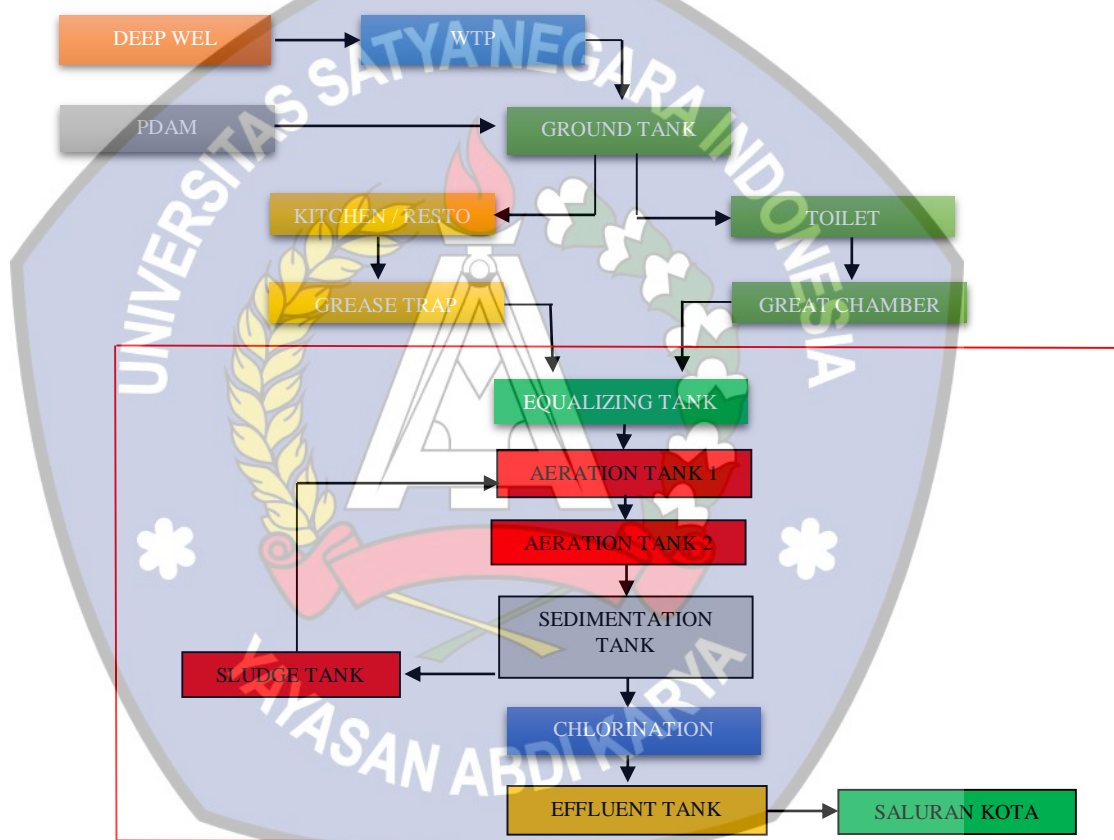 DEEP WEL
WTP
PDAM
GROUND TANK
KITCHEN / RESTO
TOILET
GREASE TRAP
GREAT CHAMBER
EQUALIZING TANK
AERATION TANK 1
AERATION TANK 2
SEDIMENTATION
TANK
SLUDGE TANK
CHLORINATION
EFFLUENT TANK
SALURAN KOTA
UNIVERSITAS SATYA NEGARA INDONESIA
YAYASAN ABDI KARYA